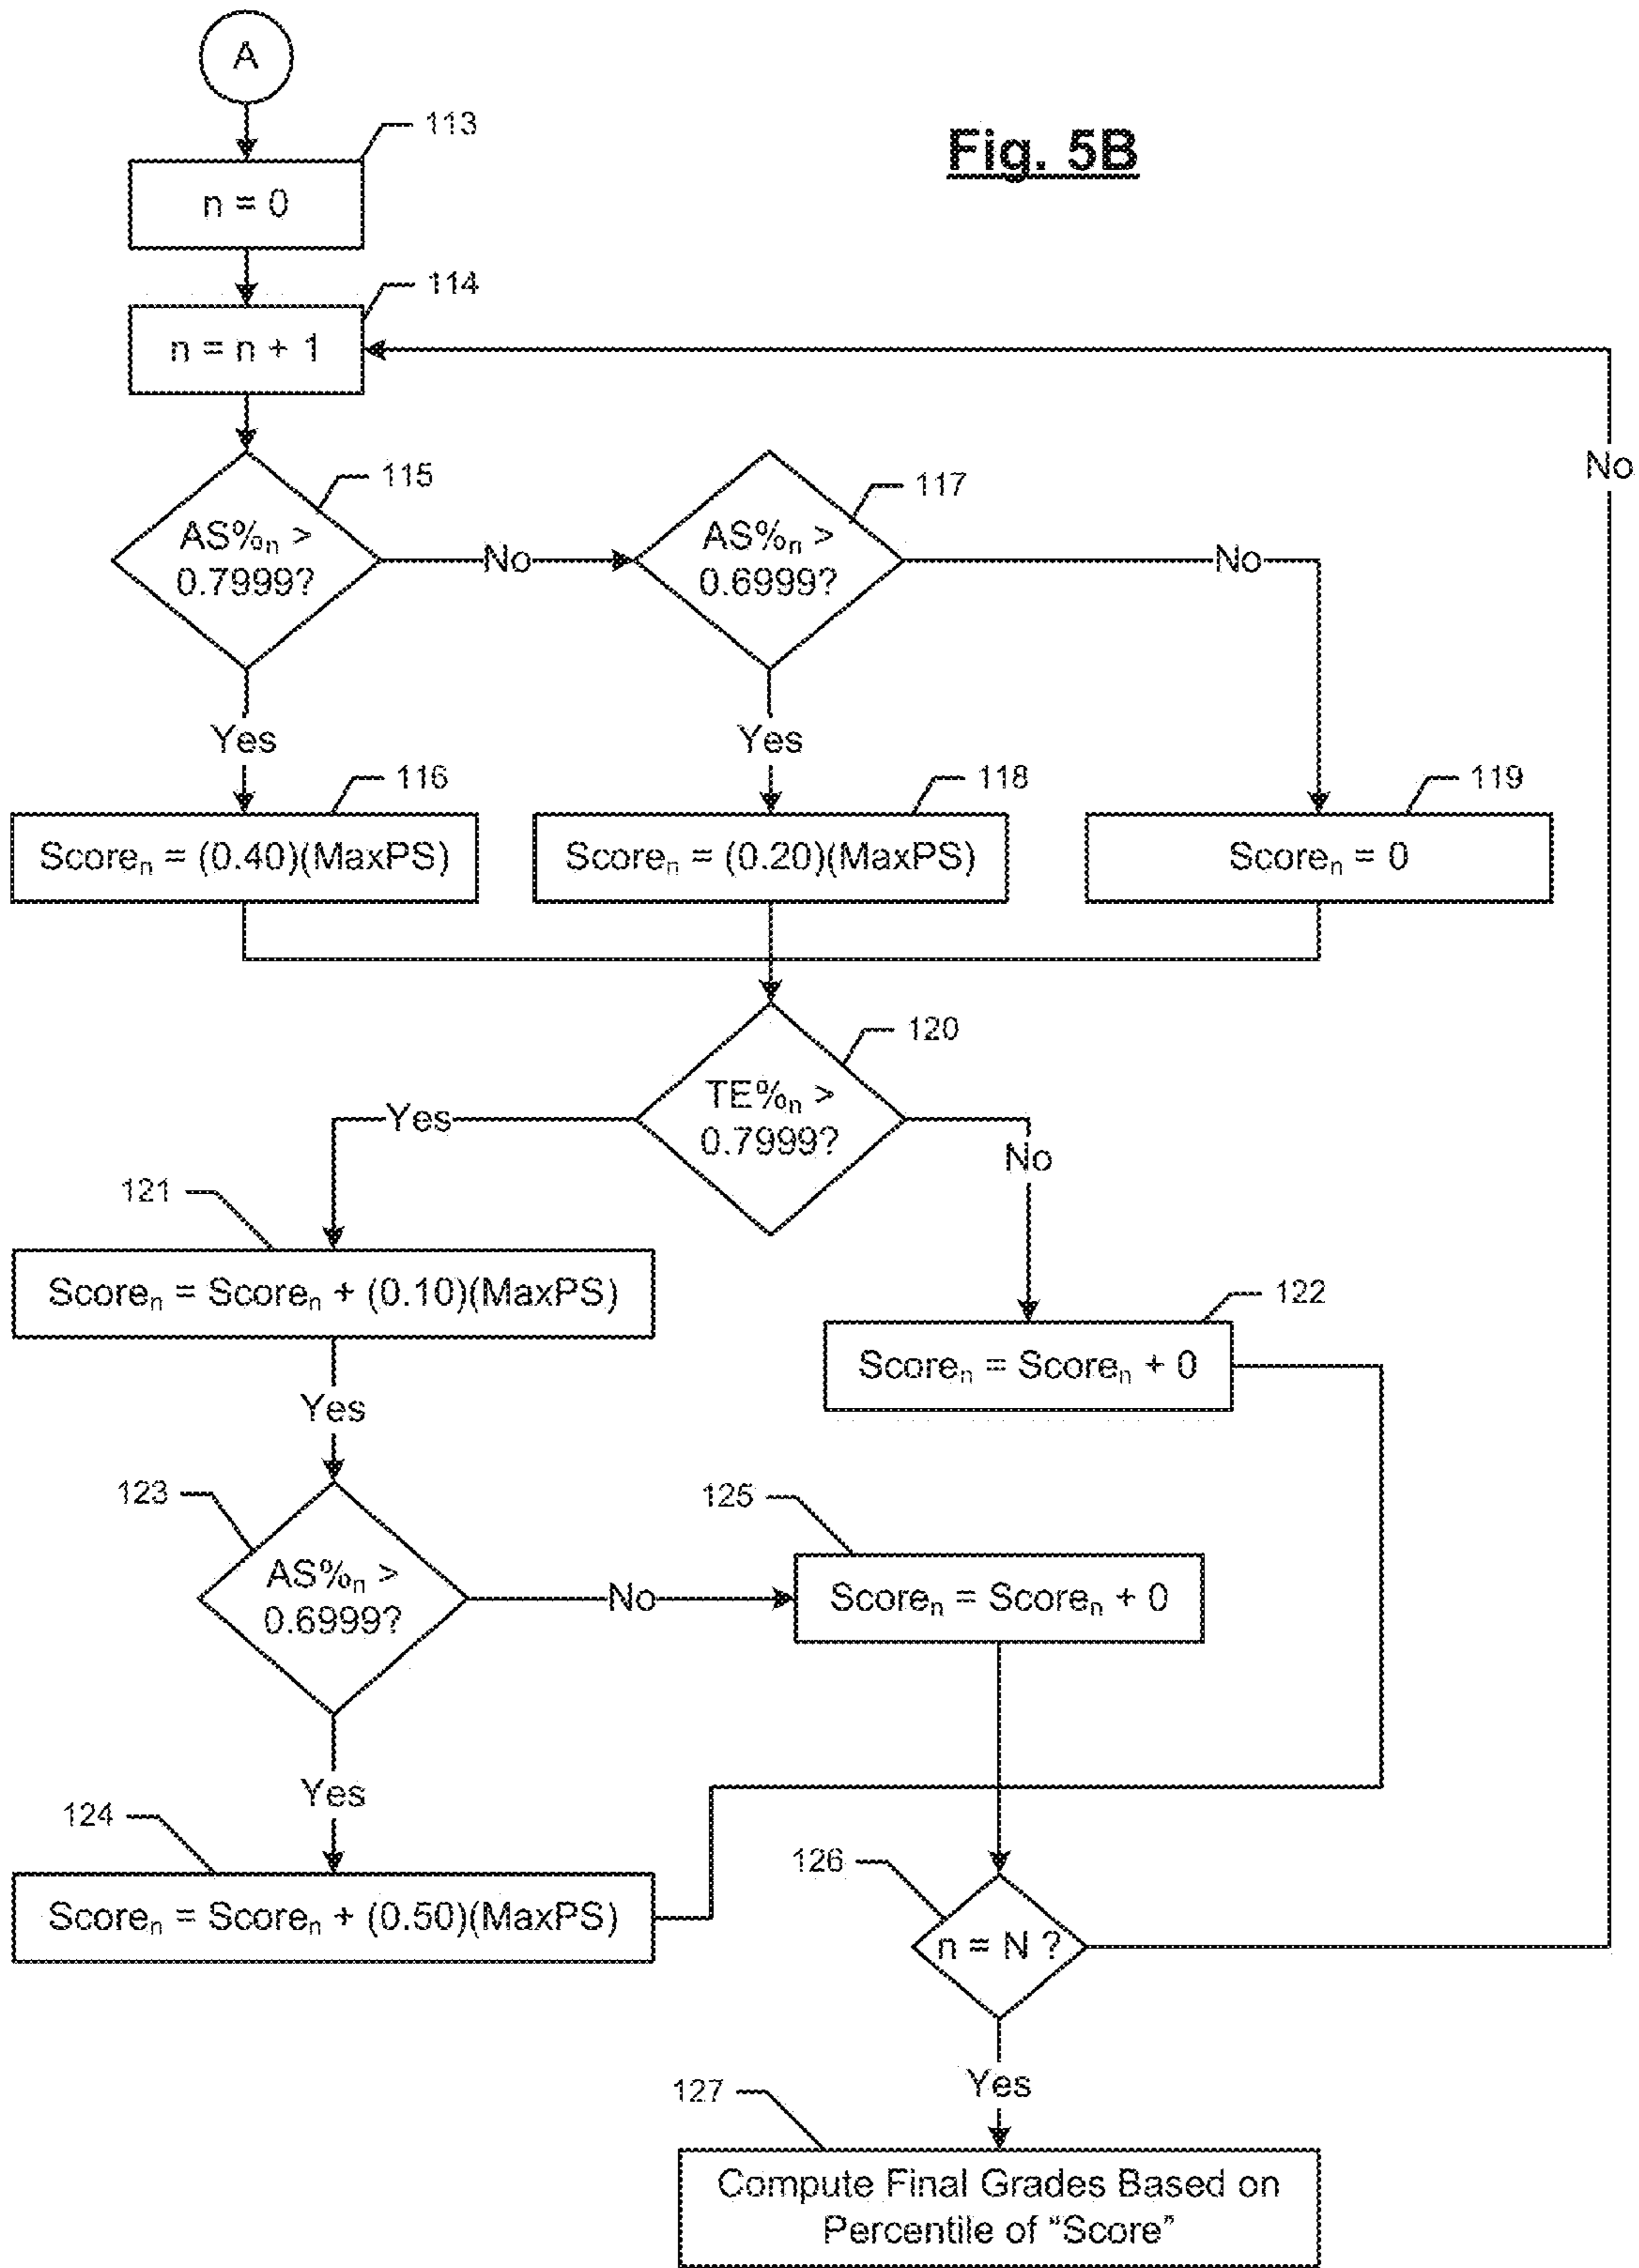 A
Fig. 5B
113
n = 0
114
n = n + 1
No
115
AS%n >
0.7999?
No
117
AS%n >
0.6999?
No
Yes
Yes
116
Scoren = (0.40)(MaxPS)
118
Scoren = (0.20)(MaxPS)
119
Scoren = 0
120
TE%n >
0.7999?
Yes
No
121
Scoren = Scoren + (0.10)(MaxPS)
122
Scoren = Scoren + 0
Yes
123
AS%n >
0.6999?
No
125
Scoren = Scoren + 0
Yes
124
Scoren = Scoren + (0.50)(MaxPS)
126
n = N ?
Yes
127
Compute Final Grades Based on
Percentile of “Score”